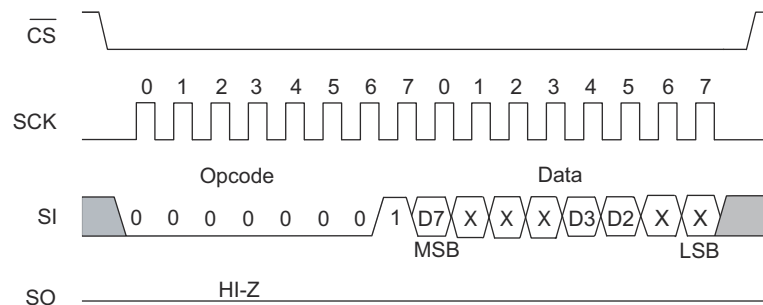 CS
0 1 2 3 4 5 6 7 0 1 2 3 4 5 6 7
SCK
Opcode Data
SI 0 0 0 0 0 0 0 1 D7 X X X D3 D2 X X
MSB LSB
HI-Z
SO